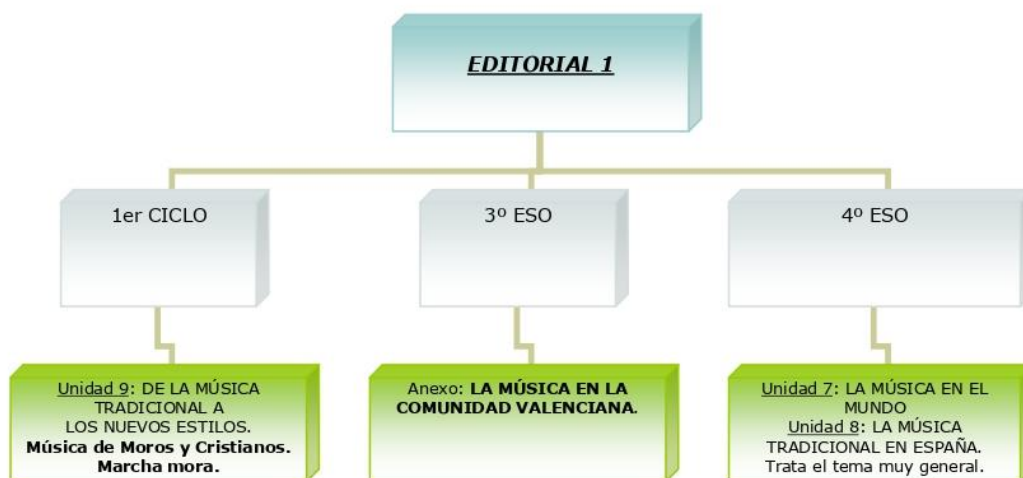 EDITORIAL 1
1er CICLO
3º ESO
4º ESO
Unidad 9: DE LA MÚSICA
TRADICIONAL A
LOS NUEVOS ESTILOS.
Música de Moros y Cristianos.
Marcha mora.
Anexo: LA MÚSICA EN LA
COMUNIDAD VALENCIANA.
Unidad 7: LA MÚSICA EN EL
MUNDO
Unidad 8: LA MÚSICA
TRADICIONAL EN ESPAÑA.
Trata el tema muy general.